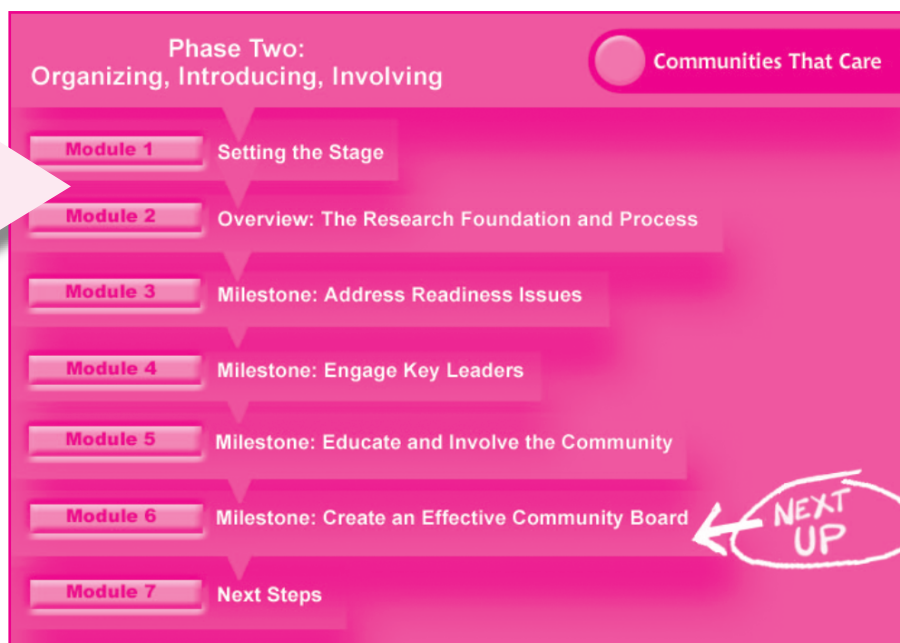 Phase Two:
Organizing, Introducing, Involving
Communities That Care
Module 1 Setting the Stage
Module 2 Overview: The Research Foundation and Process
Module 3 Milestone: Address Readiness Issues
Module 4 Milestone: Engage Key Leaders
Module 5 Milestone: Educate and Involve the Community
Module 6 Milestone: Create an Effective Community Board
NEXT
UP
Module 7 Next Steps